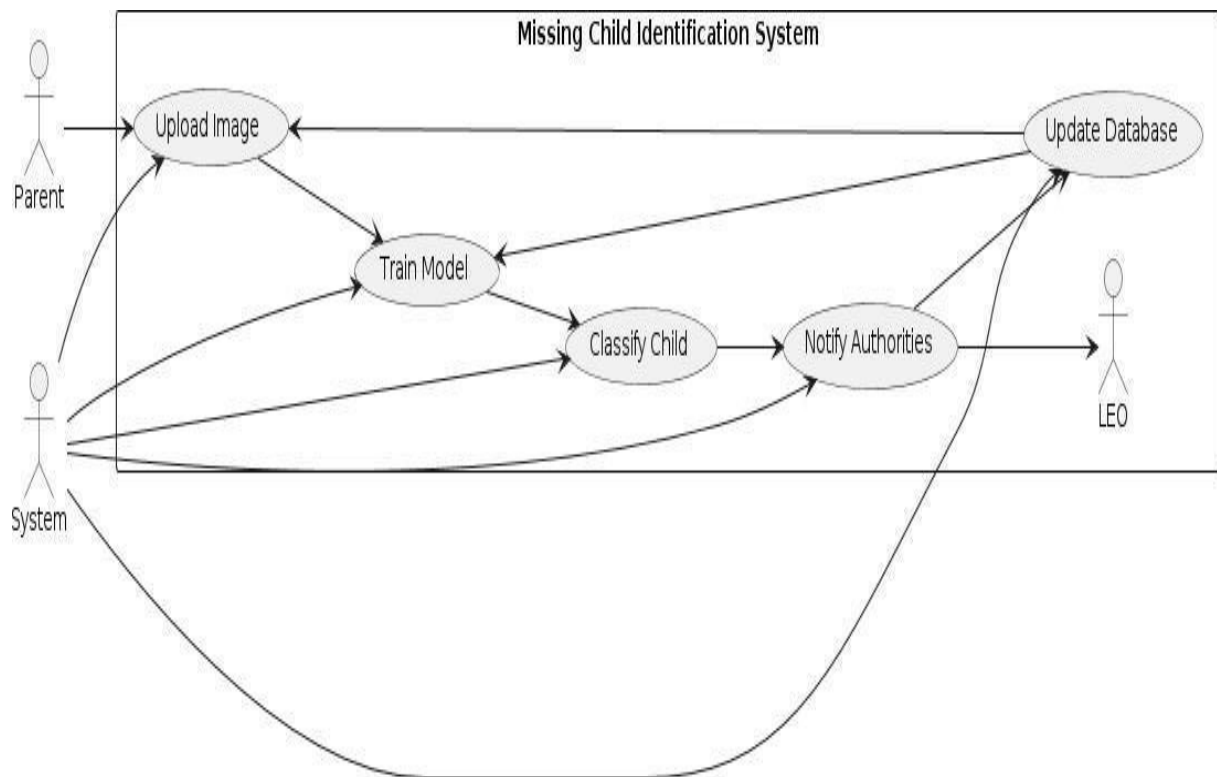 Missing Child Identification System
Upload Image
Update Database
Parent
Train Model
Classify Child
Notify Authorities
LEO
System